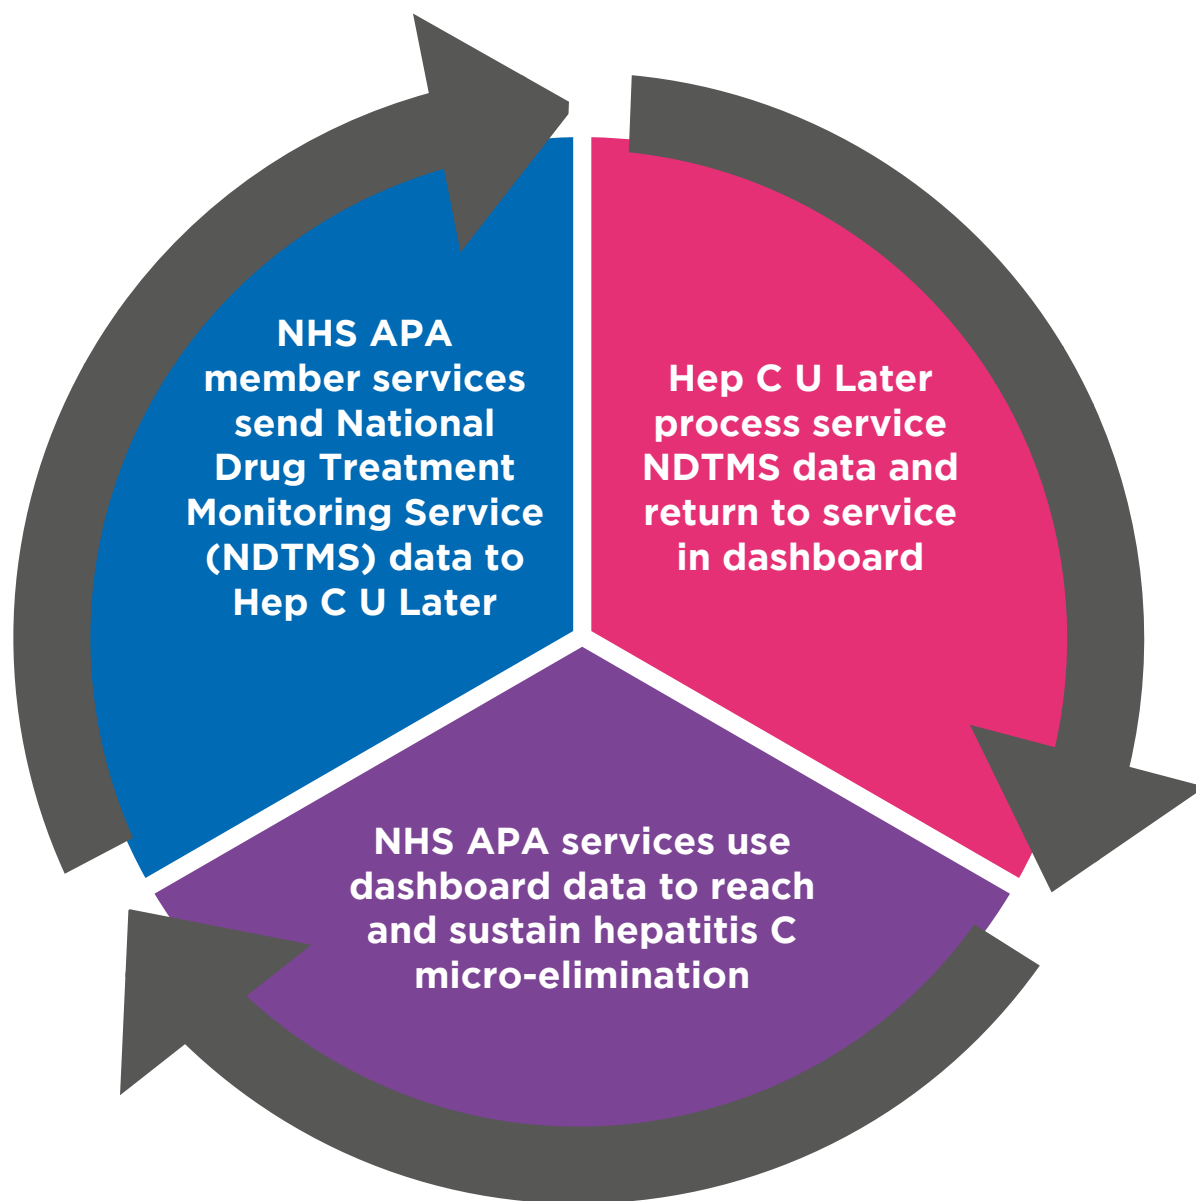 NHS APA
member services
send National
Drug Treatment
Monitoring Service
(NDTMS) data to
Hep C U Later
Hep C U Later
process service
NDTMS data and
return to service
in dashboard
NHS APA services use
dashboard data to reach
and sustain hepatitis C
micro-elimination